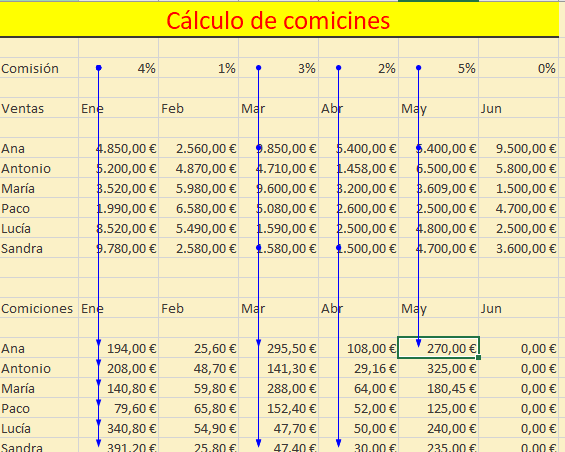 Cálculo de comicines
Comisión 4% 1% 3% 2% 5% 0%
Ventas Ene Feb Mar Abr May Jun
Ana 4.850,00 € 2.560,00 € 9.850,00 € 5.400,00 € 5.400,00 € 9.500,00 €
Antonio 5.200,00 € 4.870,00 € 4.710,00 € 1.458,00 € 6.500,00 € 5.800,00 €
María 3.520,00 € 5.980,00 € 9.600,00 € 3.200,00 € 3.609,00 € 1.500,00 €
Paco 1.990,00 € 6.580,00 € 5.080,00 € 2.600,00 € 2.500,00 € 4.700,00 €
Lucía 8.520,00 € 5.490,00 € 1.590,00 € 2.500,00 € 4.800,00 € 2.500,00 €
Sandra 9.780,00 € 2.580,00 € 1.580,00 € 1.500,00 € 4.700,00 € 3.600,00 €
Comiciones Ene Feb Mar Abr May Jun
Ana 194,00 € 25,60 € 295,50 € 108,00 € 270,00 € 0,00 €
Antonio 208,00 € 48,70 € 141,30 € 29,16 € 325,00 € 0,00 €
María 140,80 € 59,80 € 288,00 € 64,00 € 180,45 € 0,00 €
Paco 79,60 € 65,80 € 152,40 € 52,00 € 125,00 € 0,00 €
Lucía 340,80 € 54,90 € 47,70 € 50,00 € 240,00 € 0,00 €
Sandra 391,20 € 25,80 € 47,40 € 30,00 € 235,00 € 0,00 €